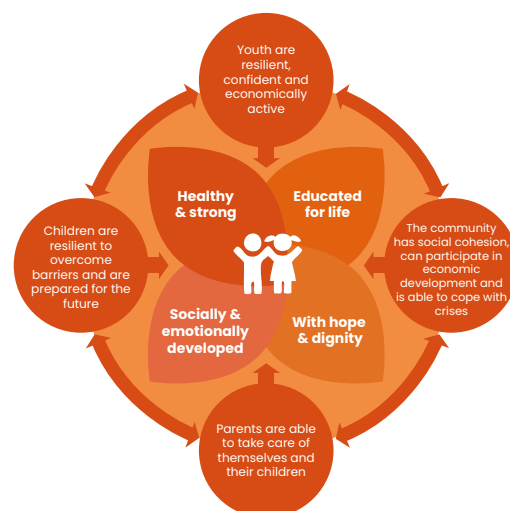 Youth are
resilient,
confident and
economically
active
Healthy
& strong
Educated
for life
Children are
resilient to
overcome
barriers and are
prepared for the
future
The community
has social cohesion,
can participate in
economic
development and
is able to cope with
crises
Socially &
emotionally
developed
With hope
& dignity
Parents are able
to take care of
themselves and
their children